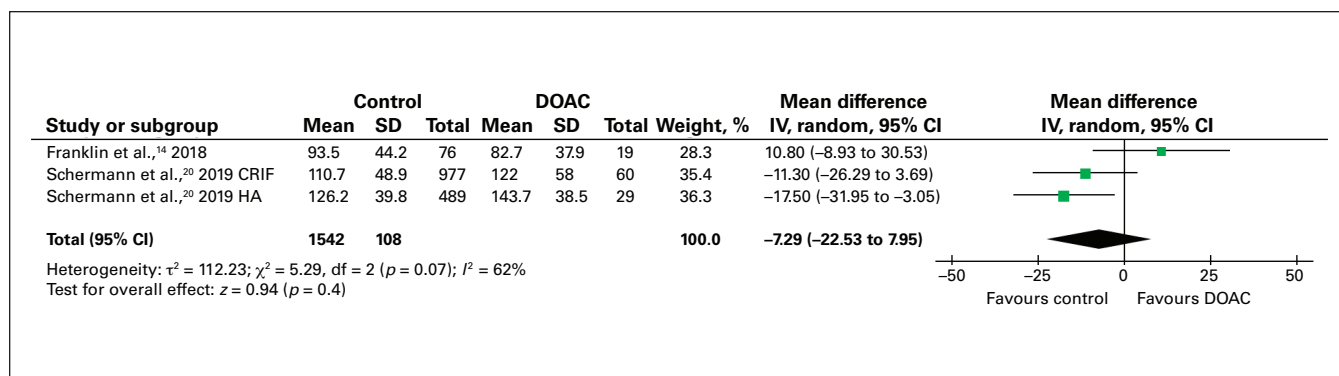 Control DOAC Mean difference Mean difference
Study or subgroup Mean SD Total Mean SD Total Weight, % IV, random, 95% CI IV, random, 95% CI
Franklin et al.,¹⁴ 2018 93.5 44.2 76 82.7 37.9 19 28.3 10.80 (–8.93 to 30.53)
Schermann et al.,²⁰ 2019 CRIF 110.7 48.9 977 122 58 60 35.4 –11.30 (–26.29 to 3.69)
Schermann et al.,²⁰ 2019 HA 126.2 39.8 489 143.7 38.5 29 36.3 –17.50 (–31.95 to –3.05)
Total (95% CI) 1542 108 100.0 –7.29 (–22.53 to 7.95)
Heterogeneity: τ² = 112.23; χ² = 5.29, df = 2 (p = 0.07); I² = 62%
Test for overall effect: z = 0.94 (p = 0.4)
–50 –25 0 25 50
Favours control Favours DOAC